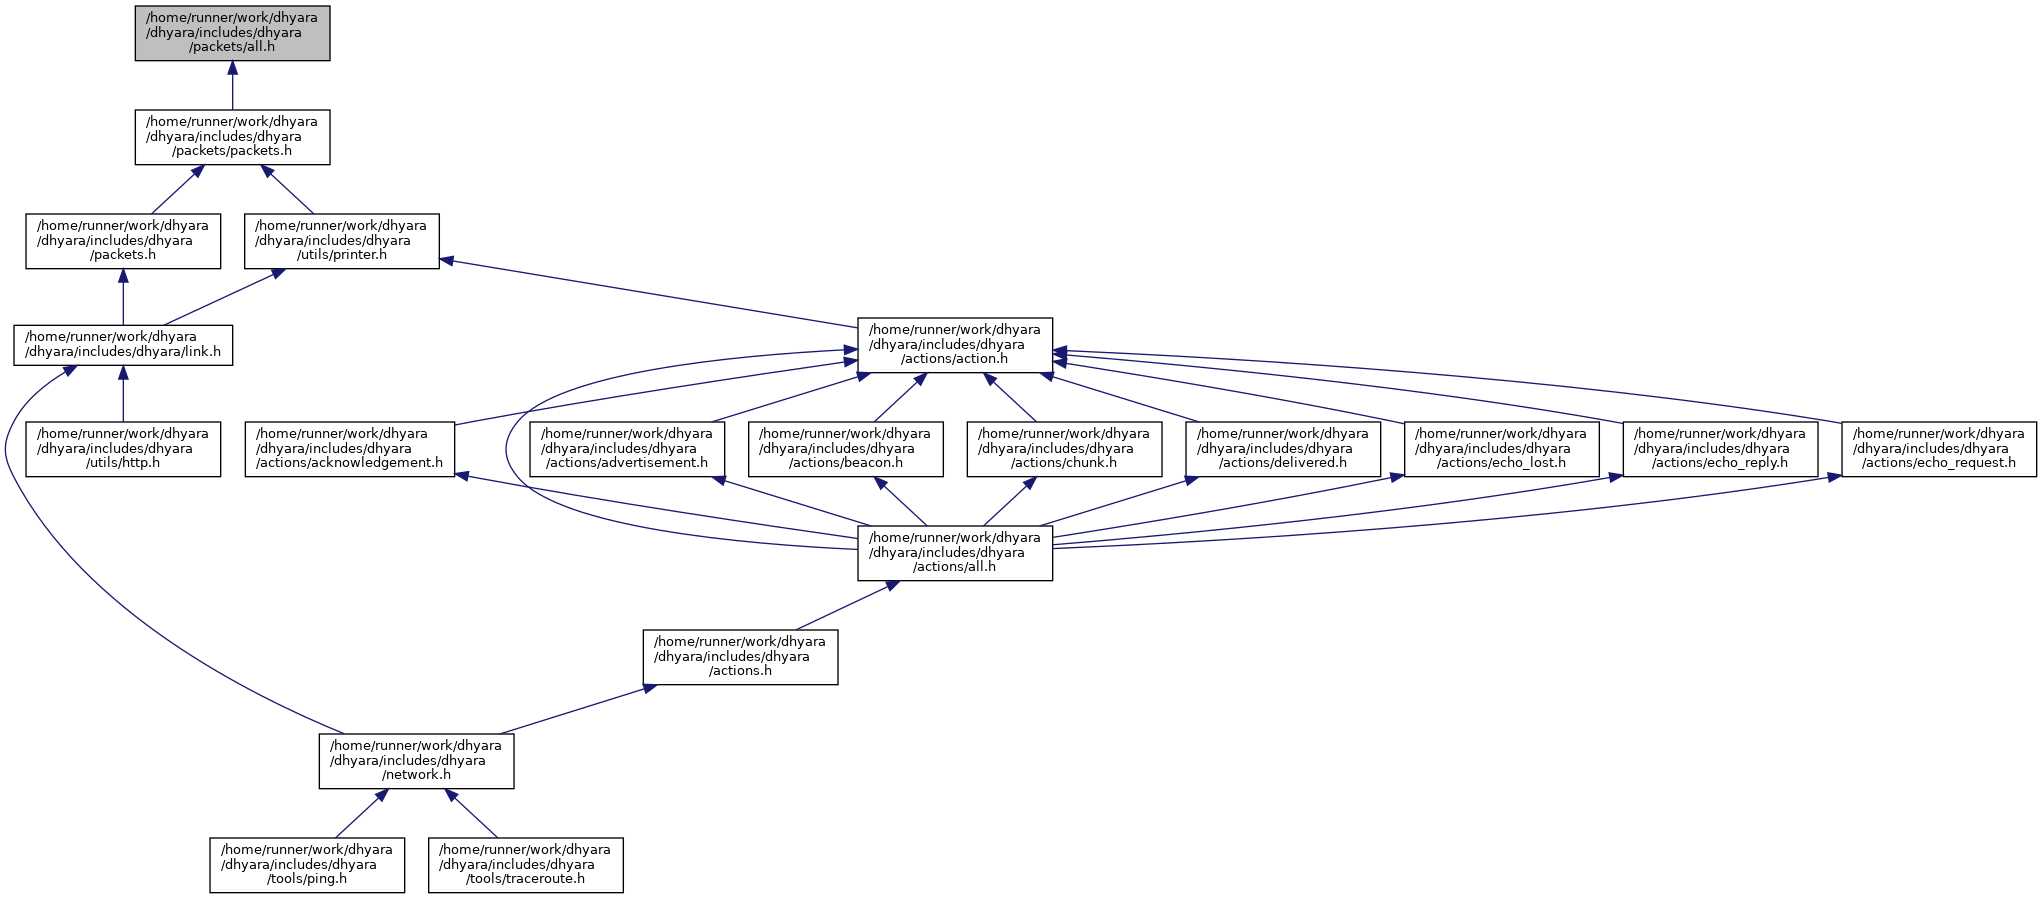 /home/runner/work/dhyara
/dhyara/includes/dhyara
/packets/all.h
/home/runner/work/dhyara
/dhyara/includes/dhyara
/packets/packets.h
/home/runner/work/dhyara
/dhyara/includes/dhyara
/packets.h
/home/runner/work/dhyara
/dhyara/includes/dhyara
/utils/printer.h
/home/runner/work/dhyara
/dhyara/includes/dhyara/link.h
/home/runner/work/dhyara
/dhyara/includes/dhyara
/actions/action.h
/home/runner/work/dhyara
/dhyara/includes/dhyara
/utils/http.h
/home/runner/work/dhyara
/dhyara/includes/dhyara
/actions/acknowledgement.h
/home/runner/work/dhyara
/dhyara/includes/dhyara
/actions/advertisement.h
/home/runner/work/dhyara
/dhyara/includes/dhyara
/actions/beacon.h
/home/runner/work/dhyara
/dhyara/includes/dhyara
/actions/chunk.h
/home/runner/work/dhyara
/dhyara/includes/dhyara
/actions/delivered.h
/home/runner/work/dhyara
/dhyara/includes/dhyara
/actions/echo_lost.h
/home/runner/work/dhyara
/dhyara/includes/dhyara
/actions/echo_reply.h
/home/runner/work/dhyara
/dhyara/includes/dhyara
/actions/echo_request.h
/home/runner/work/dhyara
/dhyara/includes/dhyara
/actions/all.h
/home/runner/work/dhyara
/dhyara/includes/dhyara
/actions.h
/home/runner/work/dhyara
/dhyara/includes/dhyara
/network.h
/home/runner/work/dhyara
/dhyara/includes/dhyara
/tools/ping.h
/home/runner/work/dhyara
/dhyara/includes/dhyara
/tools/traceroute.h